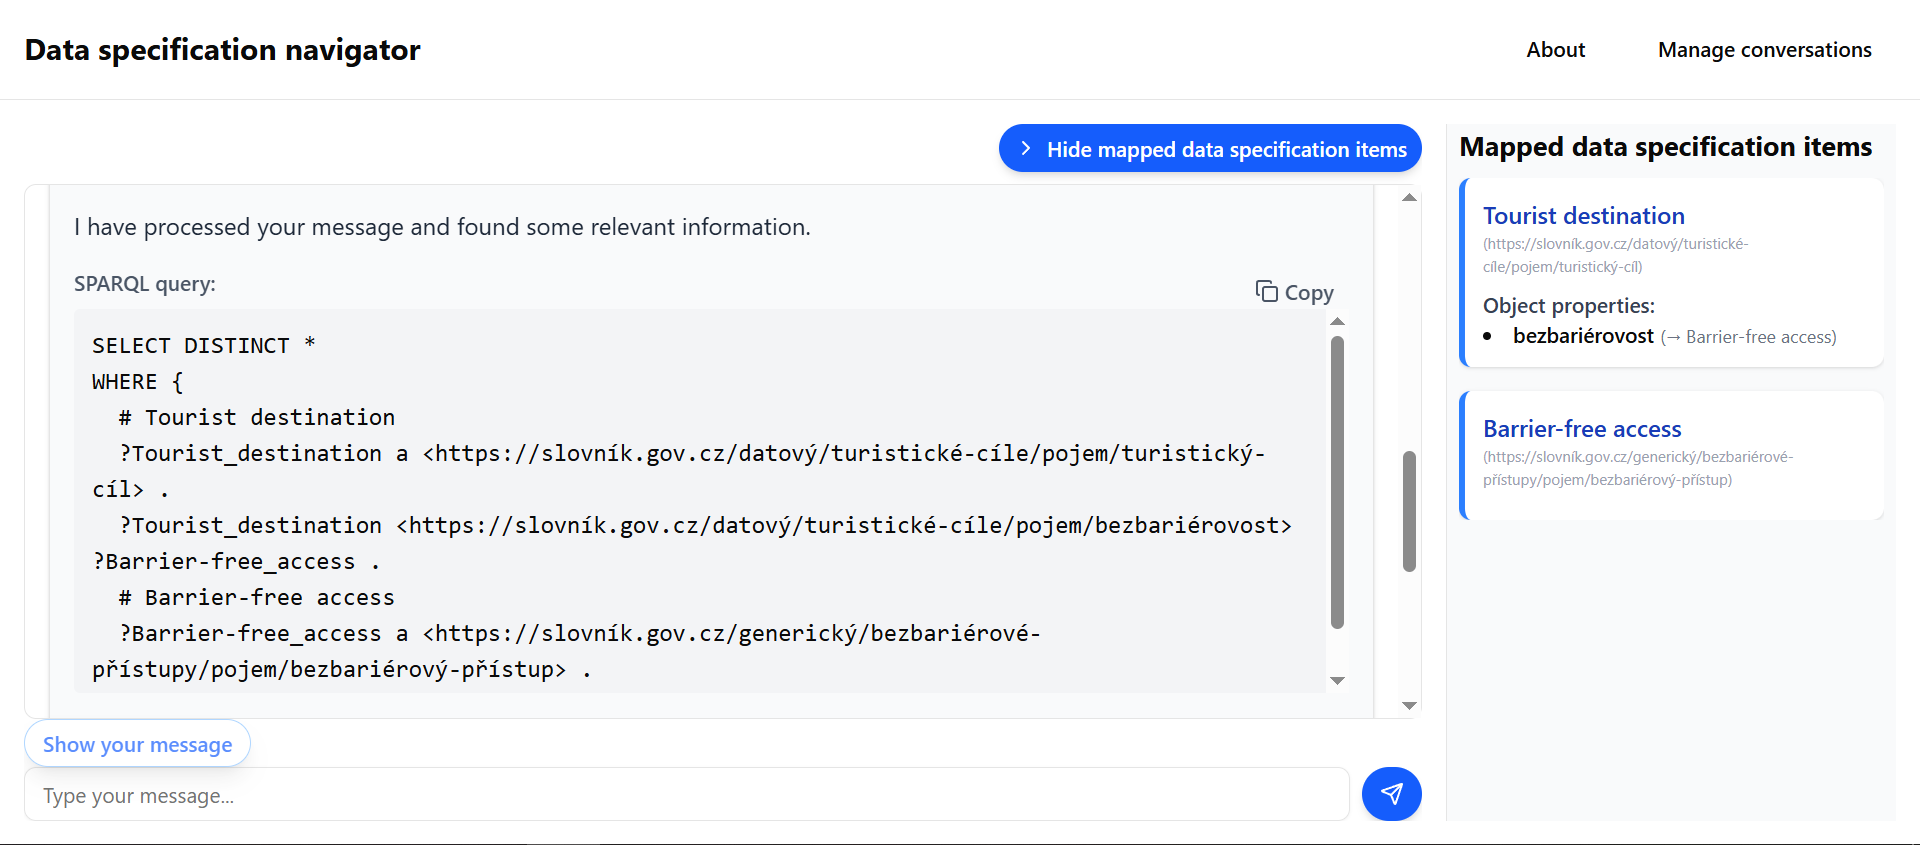 Data specification navigator
About
Manage conversations
Hide mapped data specification items
I have processed your message and found some relevant information.
SPARQL query:
Copy
SELECT DISTINCT *
WHERE {
  # Tourist destination
  ?Tourist_destination a <https://slovník.gov.cz/datový/turistické-cíle/pojem/turistický-
cíl> .
  ?Tourist_destination <https://slovník.gov.cz/datový/turistické-cíle/pojem/bezbariérovost>
?Barrier-free_access .
  # Barrier-free access
  ?Barrier-free_access a <https://slovník.gov.cz/generický/bezbariérové-
přístupy/pojem/bezbariérový-přístup> .
Show your message
Type your message...
Mapped data specification items
Tourist destination
(https://slovník.gov.cz/datový/turistické-
cíle/pojem/turistický-cíl)
Object properties:
• bezbariérovost (→ Barrier-free access)
Barrier-free access
(https://slovník.gov.cz/generický/bezbariérové-
přístupy/pojem/bezbariérový-přístup)